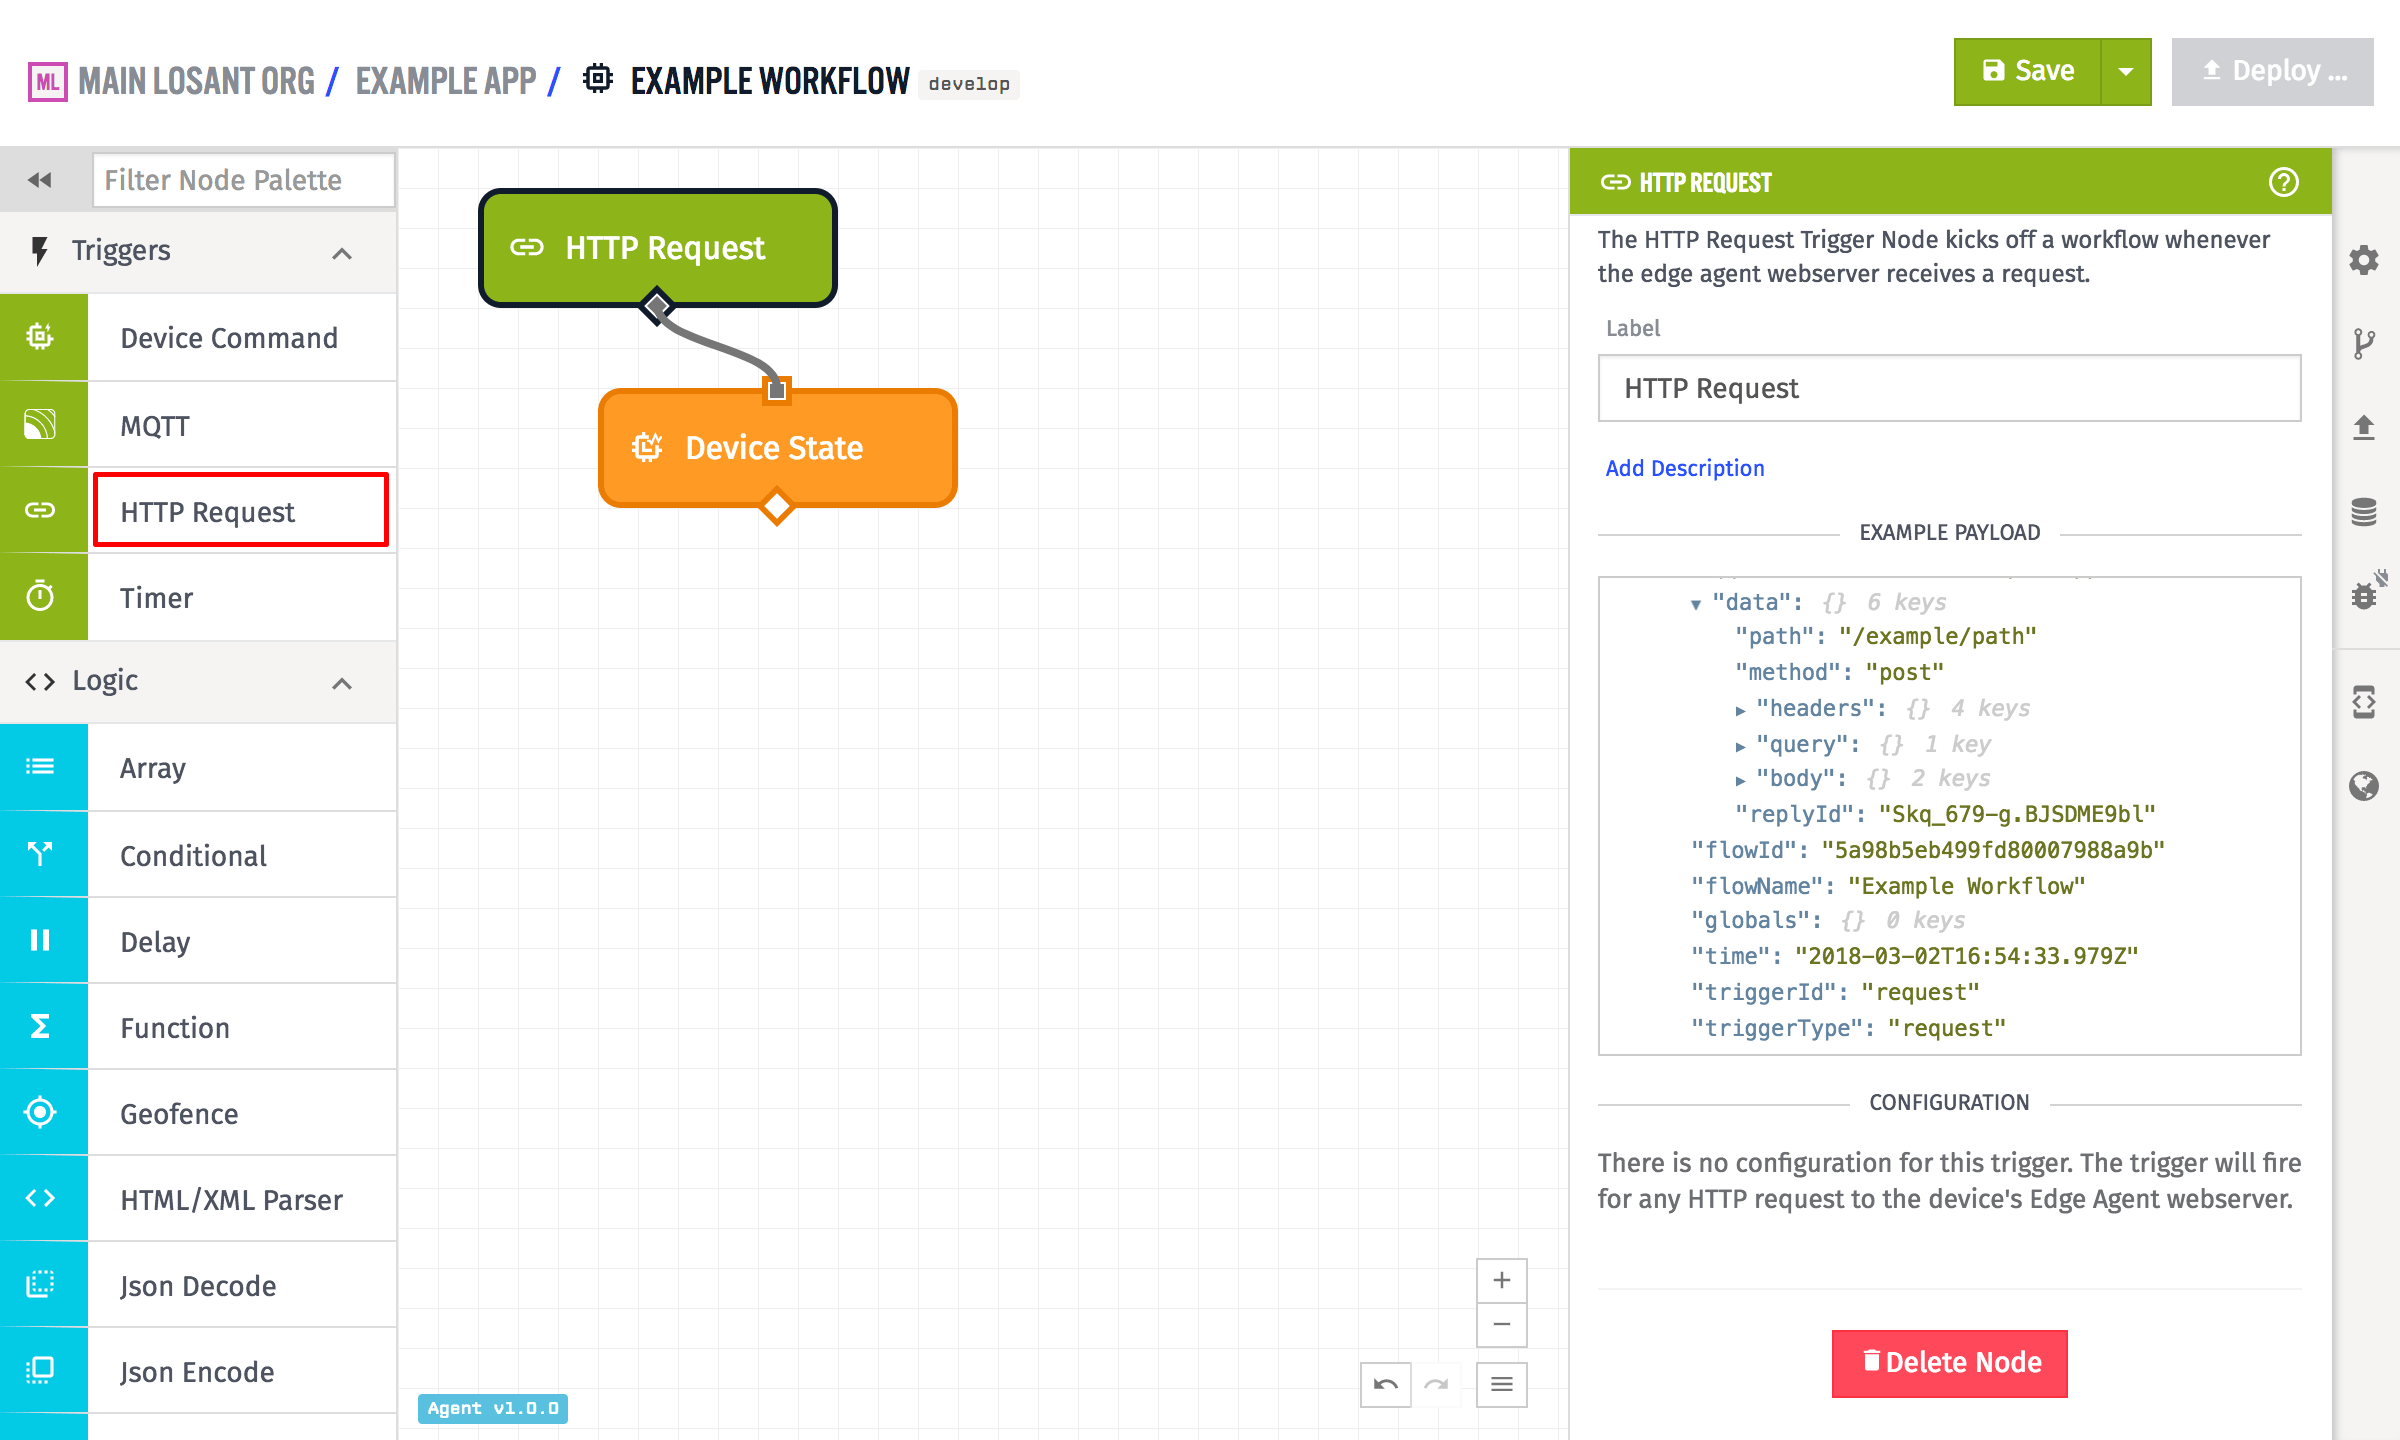 ML MAIN LOSANT ORG / EXAMPLE APP / EXAMPLE WORKFLOW develop
Save
Deploy ...
Filter Node Palette
Triggers
Device Command
MQTT
HTTP Request
Timer
Logic
Array
Conditional
Delay
Function
Geofence
HTML/XML Parser
Json Decode
Json Encode
HTTP Request
Device State
Agent v1.0.0
HTTP REQUEST
The HTTP Request Trigger Node kicks off a workflow whenever
the edge agent webserver receives a request.
Label
HTTP Request
Add Description
EXAMPLE PAYLOAD
"data": {} 6 keys
"path": "/example/path"
"method": "post"
"headers": {} 4 keys
"query": {} 1 key
"body": {} 2 keys
"replyId": "Skq_679-g.BJSDME9bl"
"flowId": "5a98b5eb499fd80007988a9b"
"flowName": "Example Workflow"
"globals": {} 0 keys
"time": "2018-03-02T16:54:33.979Z"
"triggerId": "request"
"triggerType": "request"
CONFIGURATION
There is no configuration for this trigger. The trigger will fire
for any HTTP request to the device's Edge Agent webserver.
Delete Node